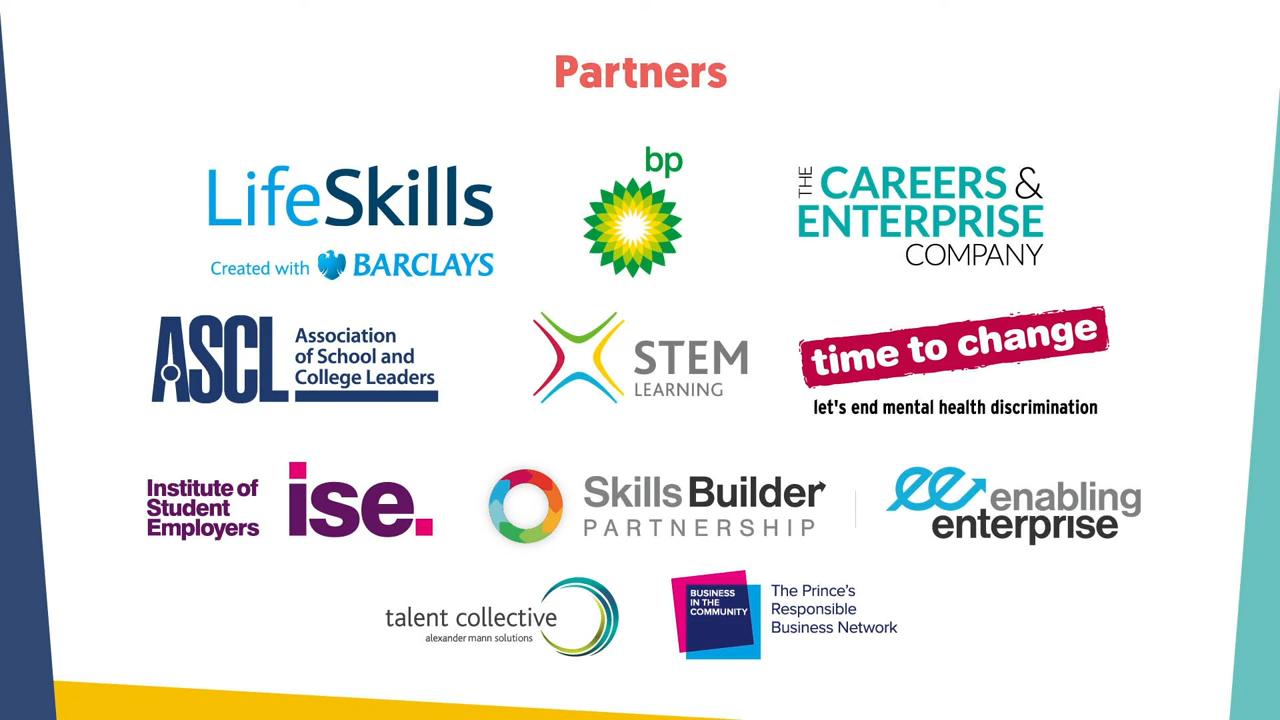 Partners
LifeSkills
Created with BARCLAYS
bp
THE CAREERS &
ENTERPRISE
COMPANY
ASCL
Association
of School and
College Leaders
STEM
LEARNING
time to change
let's end mental health discrimination
Institute of
Student
Employers
ise.
Skills Builder
PARTNERSHIP
enabling
enterprise
talent collective
alexander mann solutions
BUSINESS
IN THE
COMMUNITY
The Prince's
Responsible
Business Network